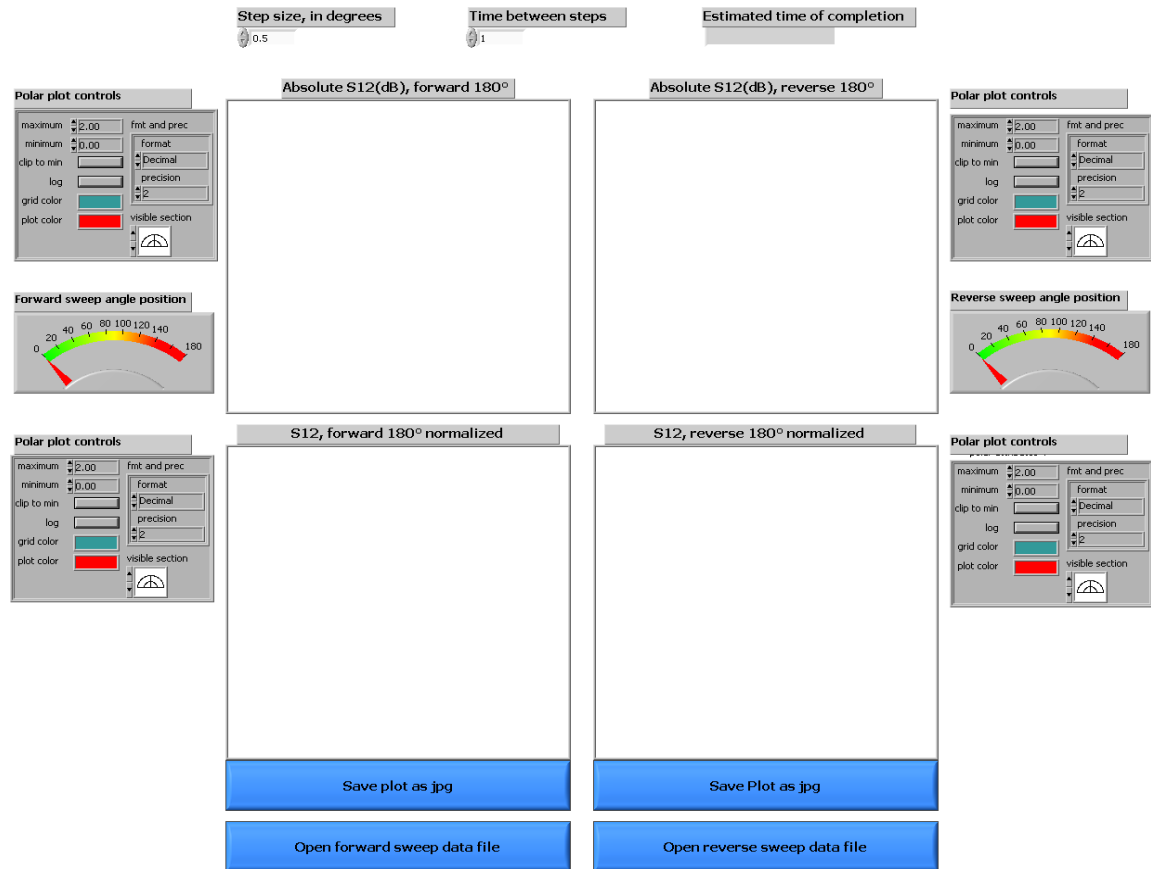 Step size, in degrees
0.5
Time between steps
1
Estimated time of completion
Polar plot controls
maximum 2.00 fmt and prec
minimum 0.00 format
clip to min Decimal
log precision
grid color 2
plot color visible section
Absolute S12(dB), forward 180°
Absolute S12(dB), reverse 180°
Polar plot controls
maximum 2.00 fmt and prec
minimum 0.00 format
clip to min Decimal
log precision
grid color 2
plot color visible section
Forward sweep angle position
0 20 40 60 80 100 120 140 180
Reverse sweep angle position
0 20 40 60 80 100 120 140 180
Polar plot controls
maximum 2.00 fmt and prec
minimum 0.00 format
clip to min Decimal
log precision
grid color 2
plot color visible section
S12, forward 180° normalized
S12, reverse 180° normalized
Polar plot controls
maximum 2.00 fmt and prec
minimum 0.00 format
clip to min Decimal
log precision
grid color 2
plot color visible section
Save plot as jpg
Save Plot as jpg
Open forward sweep data file
Open reverse sweep data file